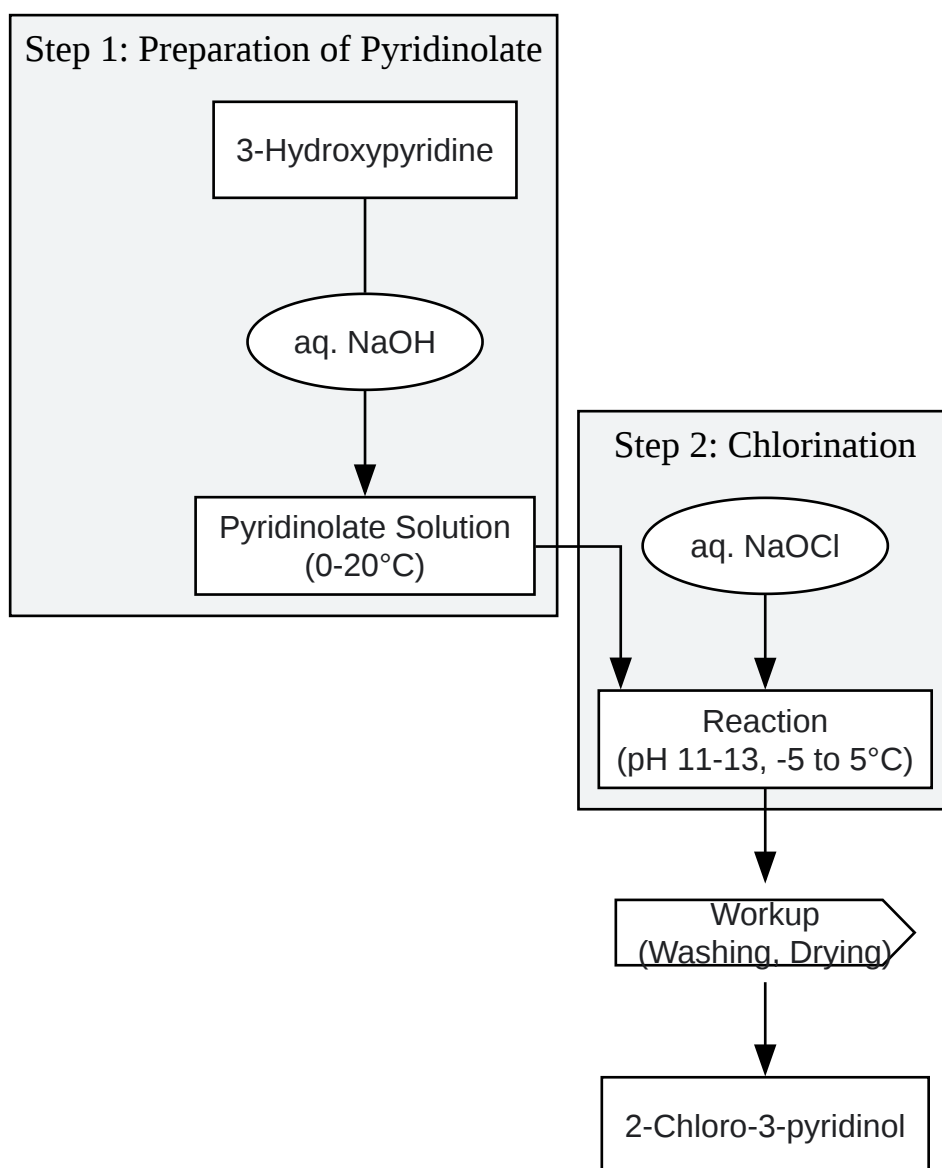 Step 1: Preparation of Pyridinolate
3-Hydroxypyridine
aq. NaOH
Pyridinolate Solution
(0-20°C)
Step 2: Chlorination
aq. NaOCl
Reaction
(pH 11-13, -5 to 5°C)
Workup
(Washing, Drying)
2-Chloro-3-pyridinol